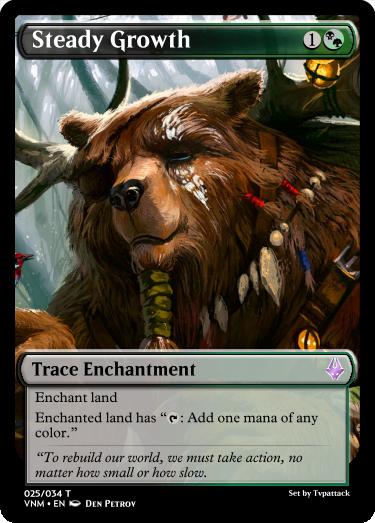 Steady Growth 1
Trace Enchantment
Enchant land
Enchanted land has “: Add one mana of any
color.”
“To rebuild our world, we must take action, no
matter how small or how slow.
025/034 T
Set by Tvpattack
VNM • EN Den Petrov